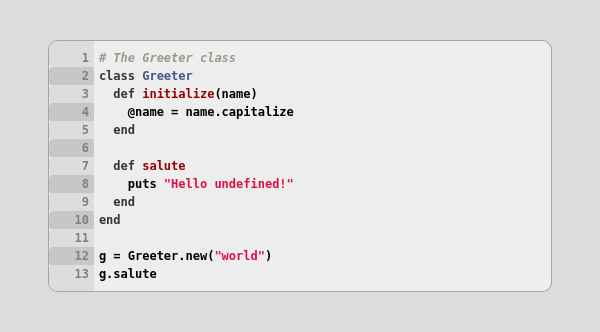 1 # The Greeter class
2 class Greeter
3   def initialize(name)
4     @name = name.capitalize
5   end
6
7   def salute
8     puts "Hello undefined!"
9   end
10 end
11
12 g = Greeter.new("world")
13 g.salute